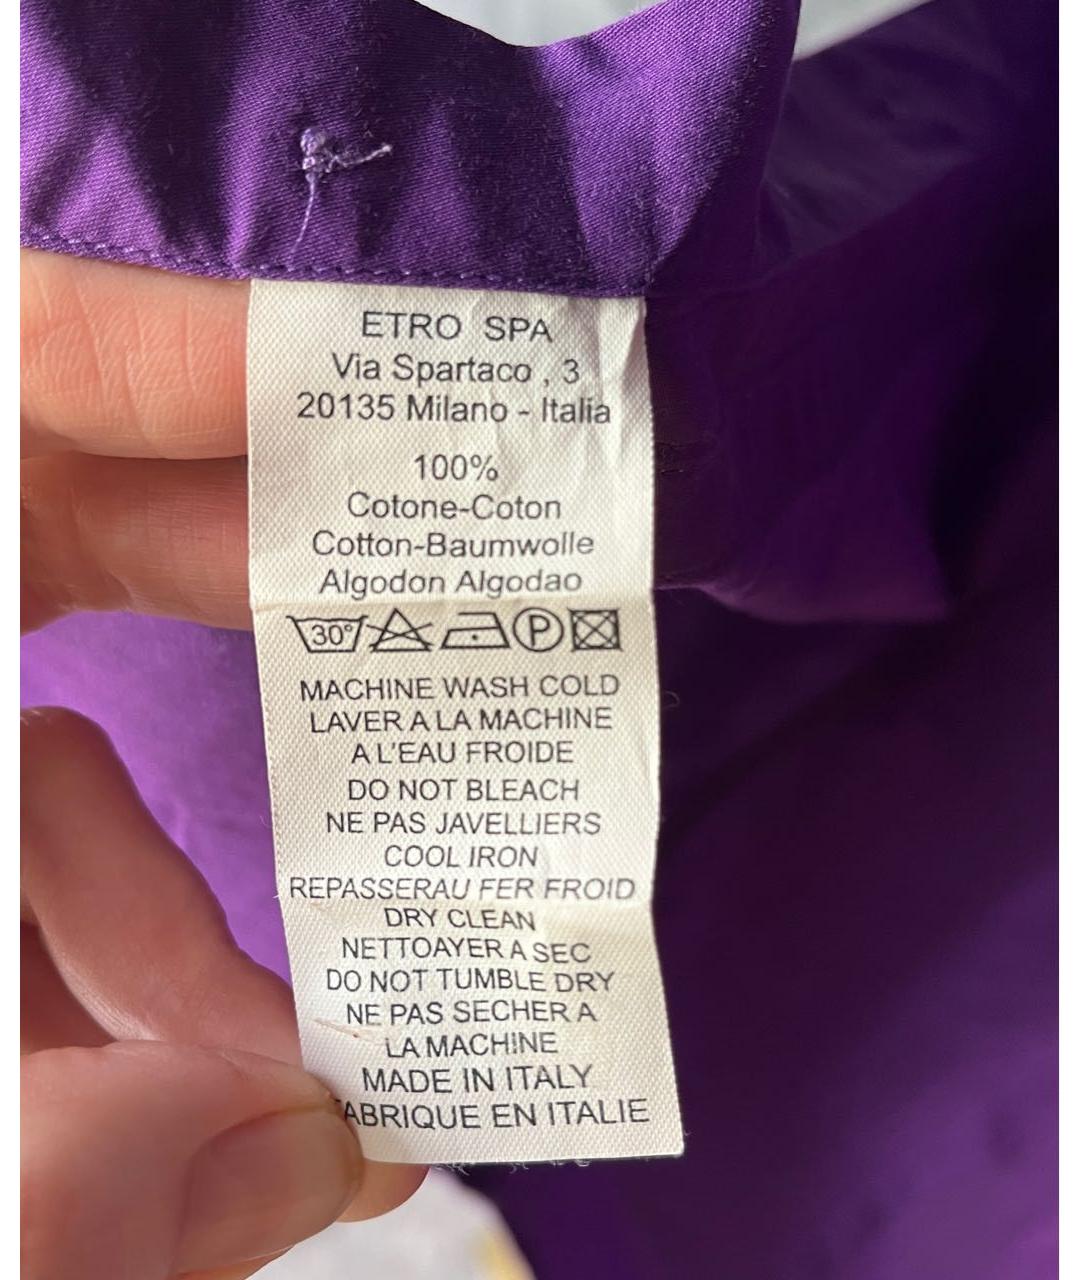 ETRO SPA
Via Spartaco , 3
20135 Milano - Italia
100%
Cotone-Coton
Cotton-Baumwolle
Algodon Algodao
30° P
MACHINE WASH COLD
LAVER A LA MACHINE
A L'EAU FROIDE
DO NOT BLEACH
NE PAS JAVELLIERS
COOL IRON
REPASSERAU FER FROID
DRY CLEAN
NETTOAYER A SEC
DO NOT TUMBLE DRY
NE PAS SECHER A
LA MACHINE
MADE IN ITALY
FABRIQUE EN ITALIE